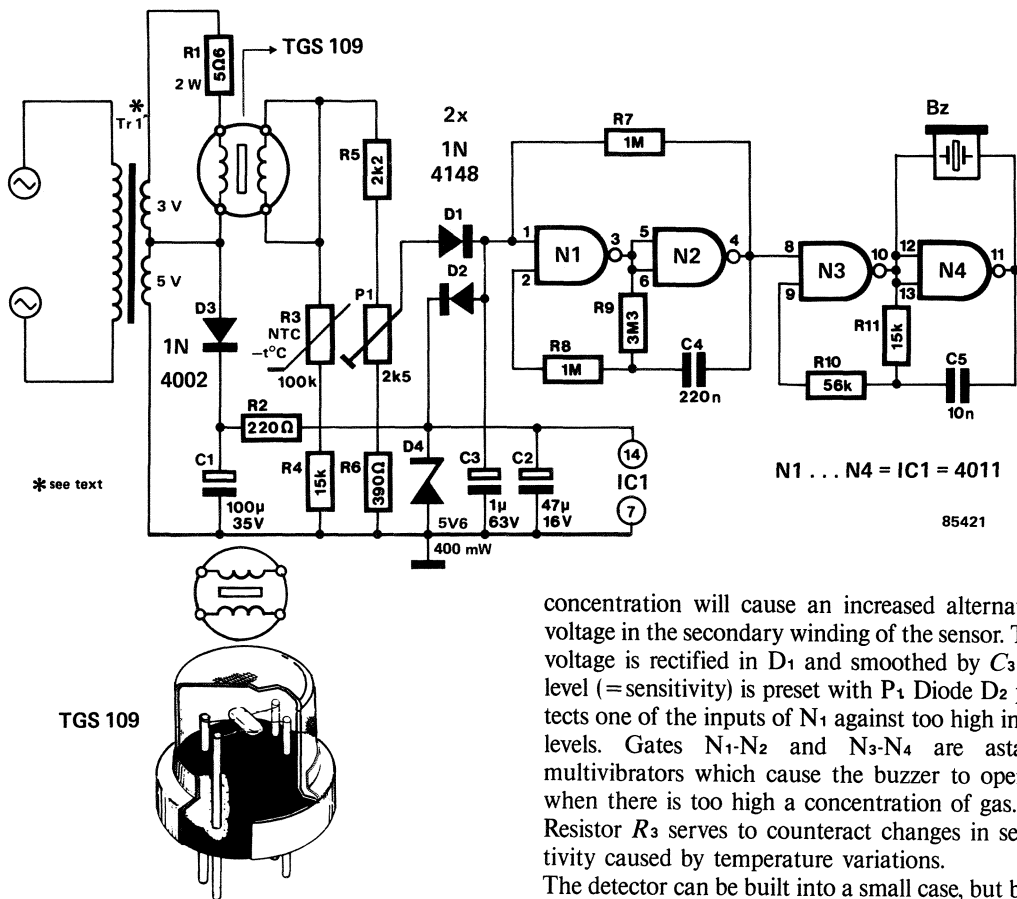 R1
5Ω6
2 W
TGS 109
*
Tr 1
3 V
5 V
2x
1N
4148
R5
2k2
D1
D2
R7
1M
Bz
1
2
N1
3
5
6
N2
4
8
9
N3
10
12
13
N4
11
D3
1N
4002
R3
NTC
−t°C
100k
P1
2k5
R9
3M3
R8
1M
C4
220n
R11
15k
R10
56k
C5
10n
R2
220Ω
C1
100µ
35V
R4
15k
R6
390Ω
D4
5V6
400 mW
C3
1µ
63V
C2
47µ
16V
14
IC1
7
N1 . . . N4 = IC1 = 4011
* see text
85421
TGS 109
concentration will cause an increased alternat
voltage in the secondary winding of the sensor. T
voltage is rectified in D1 and smoothed by C3
level (=sensitivity) is preset with P1 Diode D2
tects one of the inputs of N1 against too high in
levels. Gates N1-N2 and N3-N4 are asta
multivibrators which cause the buzzer to oper
when there is too high a concentration of gas.
Resistor R3 serves to counteract changes in se
tivity caused by temperature variations.
The detector can be built into a small case, but b